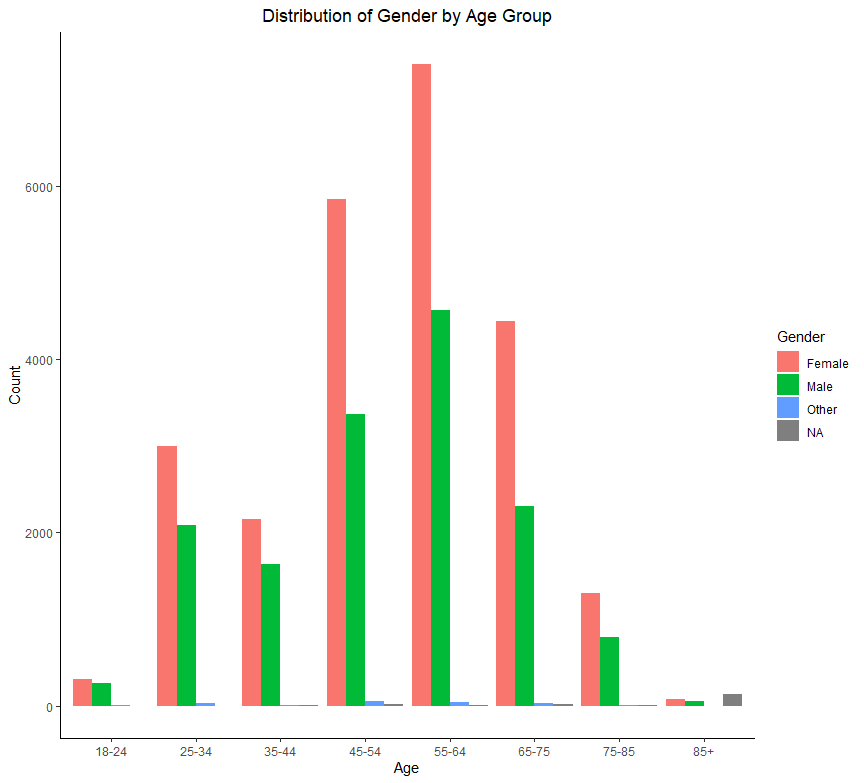 Distribution of Gender by Age Group
Count
6000
4000
2000
0
18-24
25-34
35-44
45-54
55-64
65-75
75-85
85+
Age
Gender
Female
Male
Other
NA